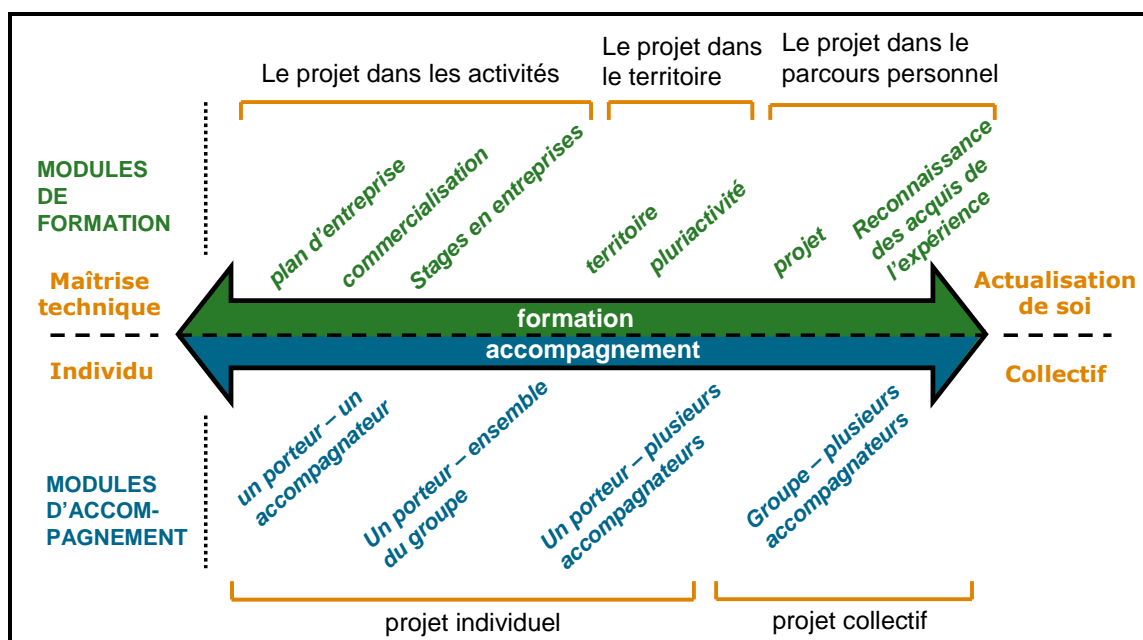 Le projet dans les activités
Le projet dans
le territoire
Le projet dans le
parcours personnel
MODULES
DE
FORMATION
plan d'entreprise
commercialisation
Stages en entreprises
territoire
pluriactivité
projet
Reconnaissance
des acquis de
l'expérience
Maîtrise
technique
Actualisation
de soi
formation
accompagnement
Individu
Collectif
MODULES
D'ACCOM-
PAGNEMENT
un porteur – un
accompagnateur
Un porteur – ensemble
du groupe
Un porteur – plusieurs
accompagnateurs
Groupe – plusieurs
accompagnateurs
projet individuel
projet collectif